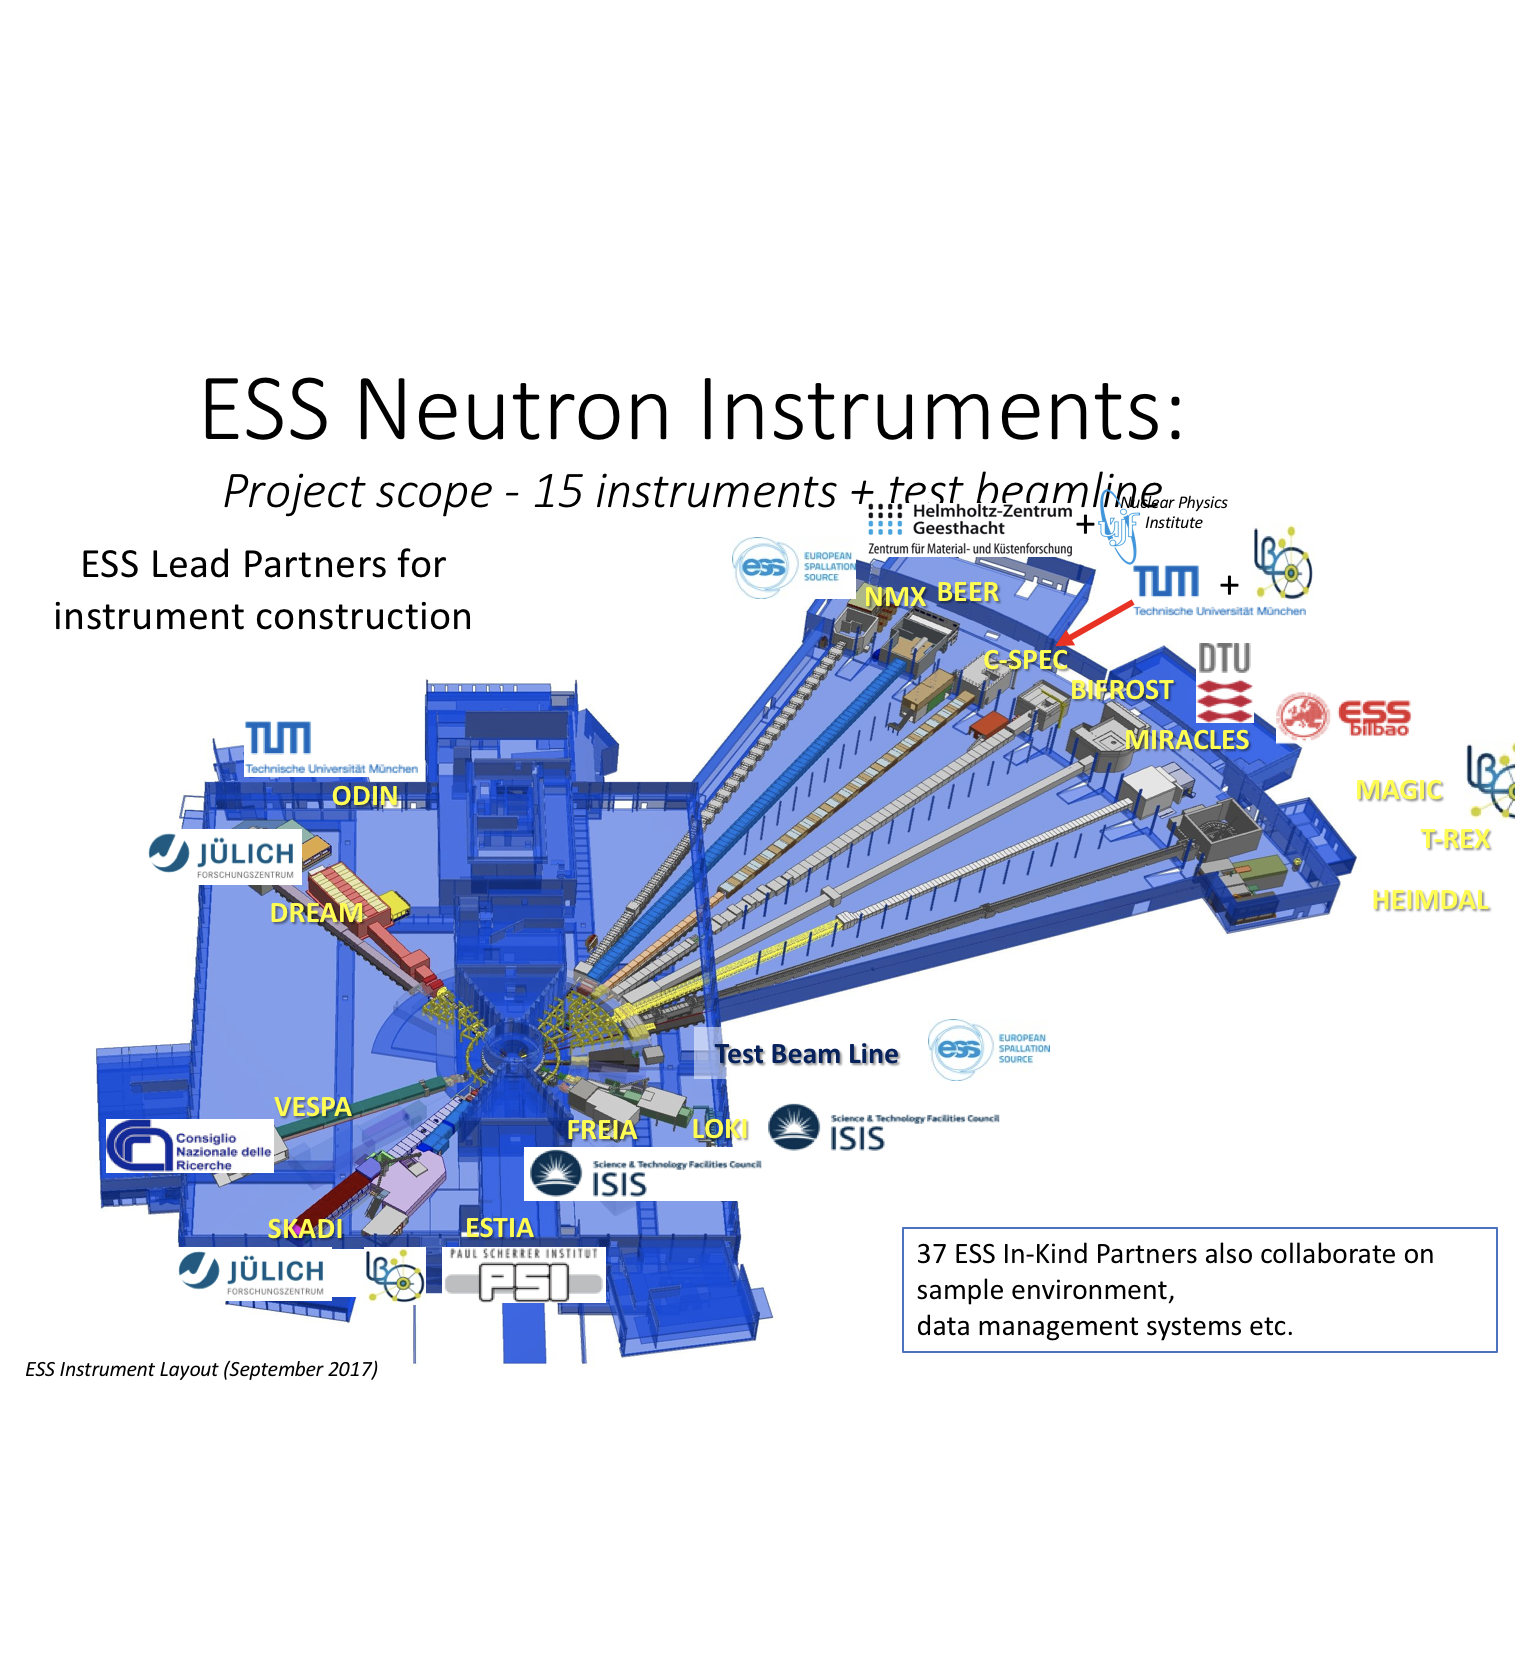 ESS Neutron Instruments:
Project scope - 15 instruments + test beamline
ESS Lead Partners for
instrument construction
Helmholtz-Zentrum
Geesthacht
Zentrum für Material- und Küstenforschung
+
ujf
Nuclear Physics
Institute
ess
EUROPEAN
SPALLATION
SOURCE
TUM
Technische Universität München
+
LB
NMX
BEER
C-SPEC
BIFROST
DTU
MIRACLES
ESS
bilbao
MAGIC
LB
T-REX
HEIMDAL
TUM
Technische Universität München
ODIN
JÜLICH
FORSCHUNGSZENTRUM
DREAM
Test Beam Line
ess
EUROPEAN
SPALLATION
SOURCE
VESPA
Consiglio
Nazionale delle
Ricerche
FREIA
LOKI
Science & Technology Facilities Council
ISIS
Science & Technology Facilities Council
ISIS
SKADI
ESTIA
JÜLICH
FORSCHUNGSZENTRUM
LB
PAUL SCHERRER INSTITUT
PSI
37 ESS In-Kind Partners also collaborate on
sample environment,
data management systems etc.
ESS Instrument Layout (September 2017)